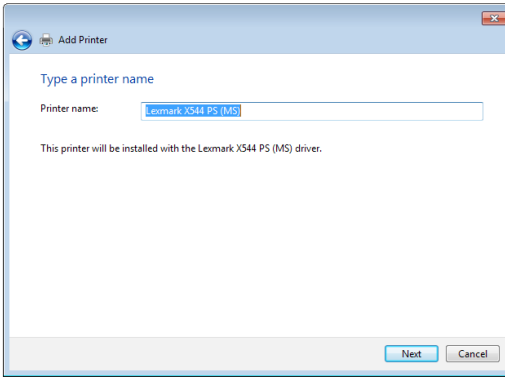 Add Printer
Type a printer name
Printer name: Lexmark X544 PS (MS)
This printer will be installed with the Lexmark X544 PS (MS) driver.
Next Cancel